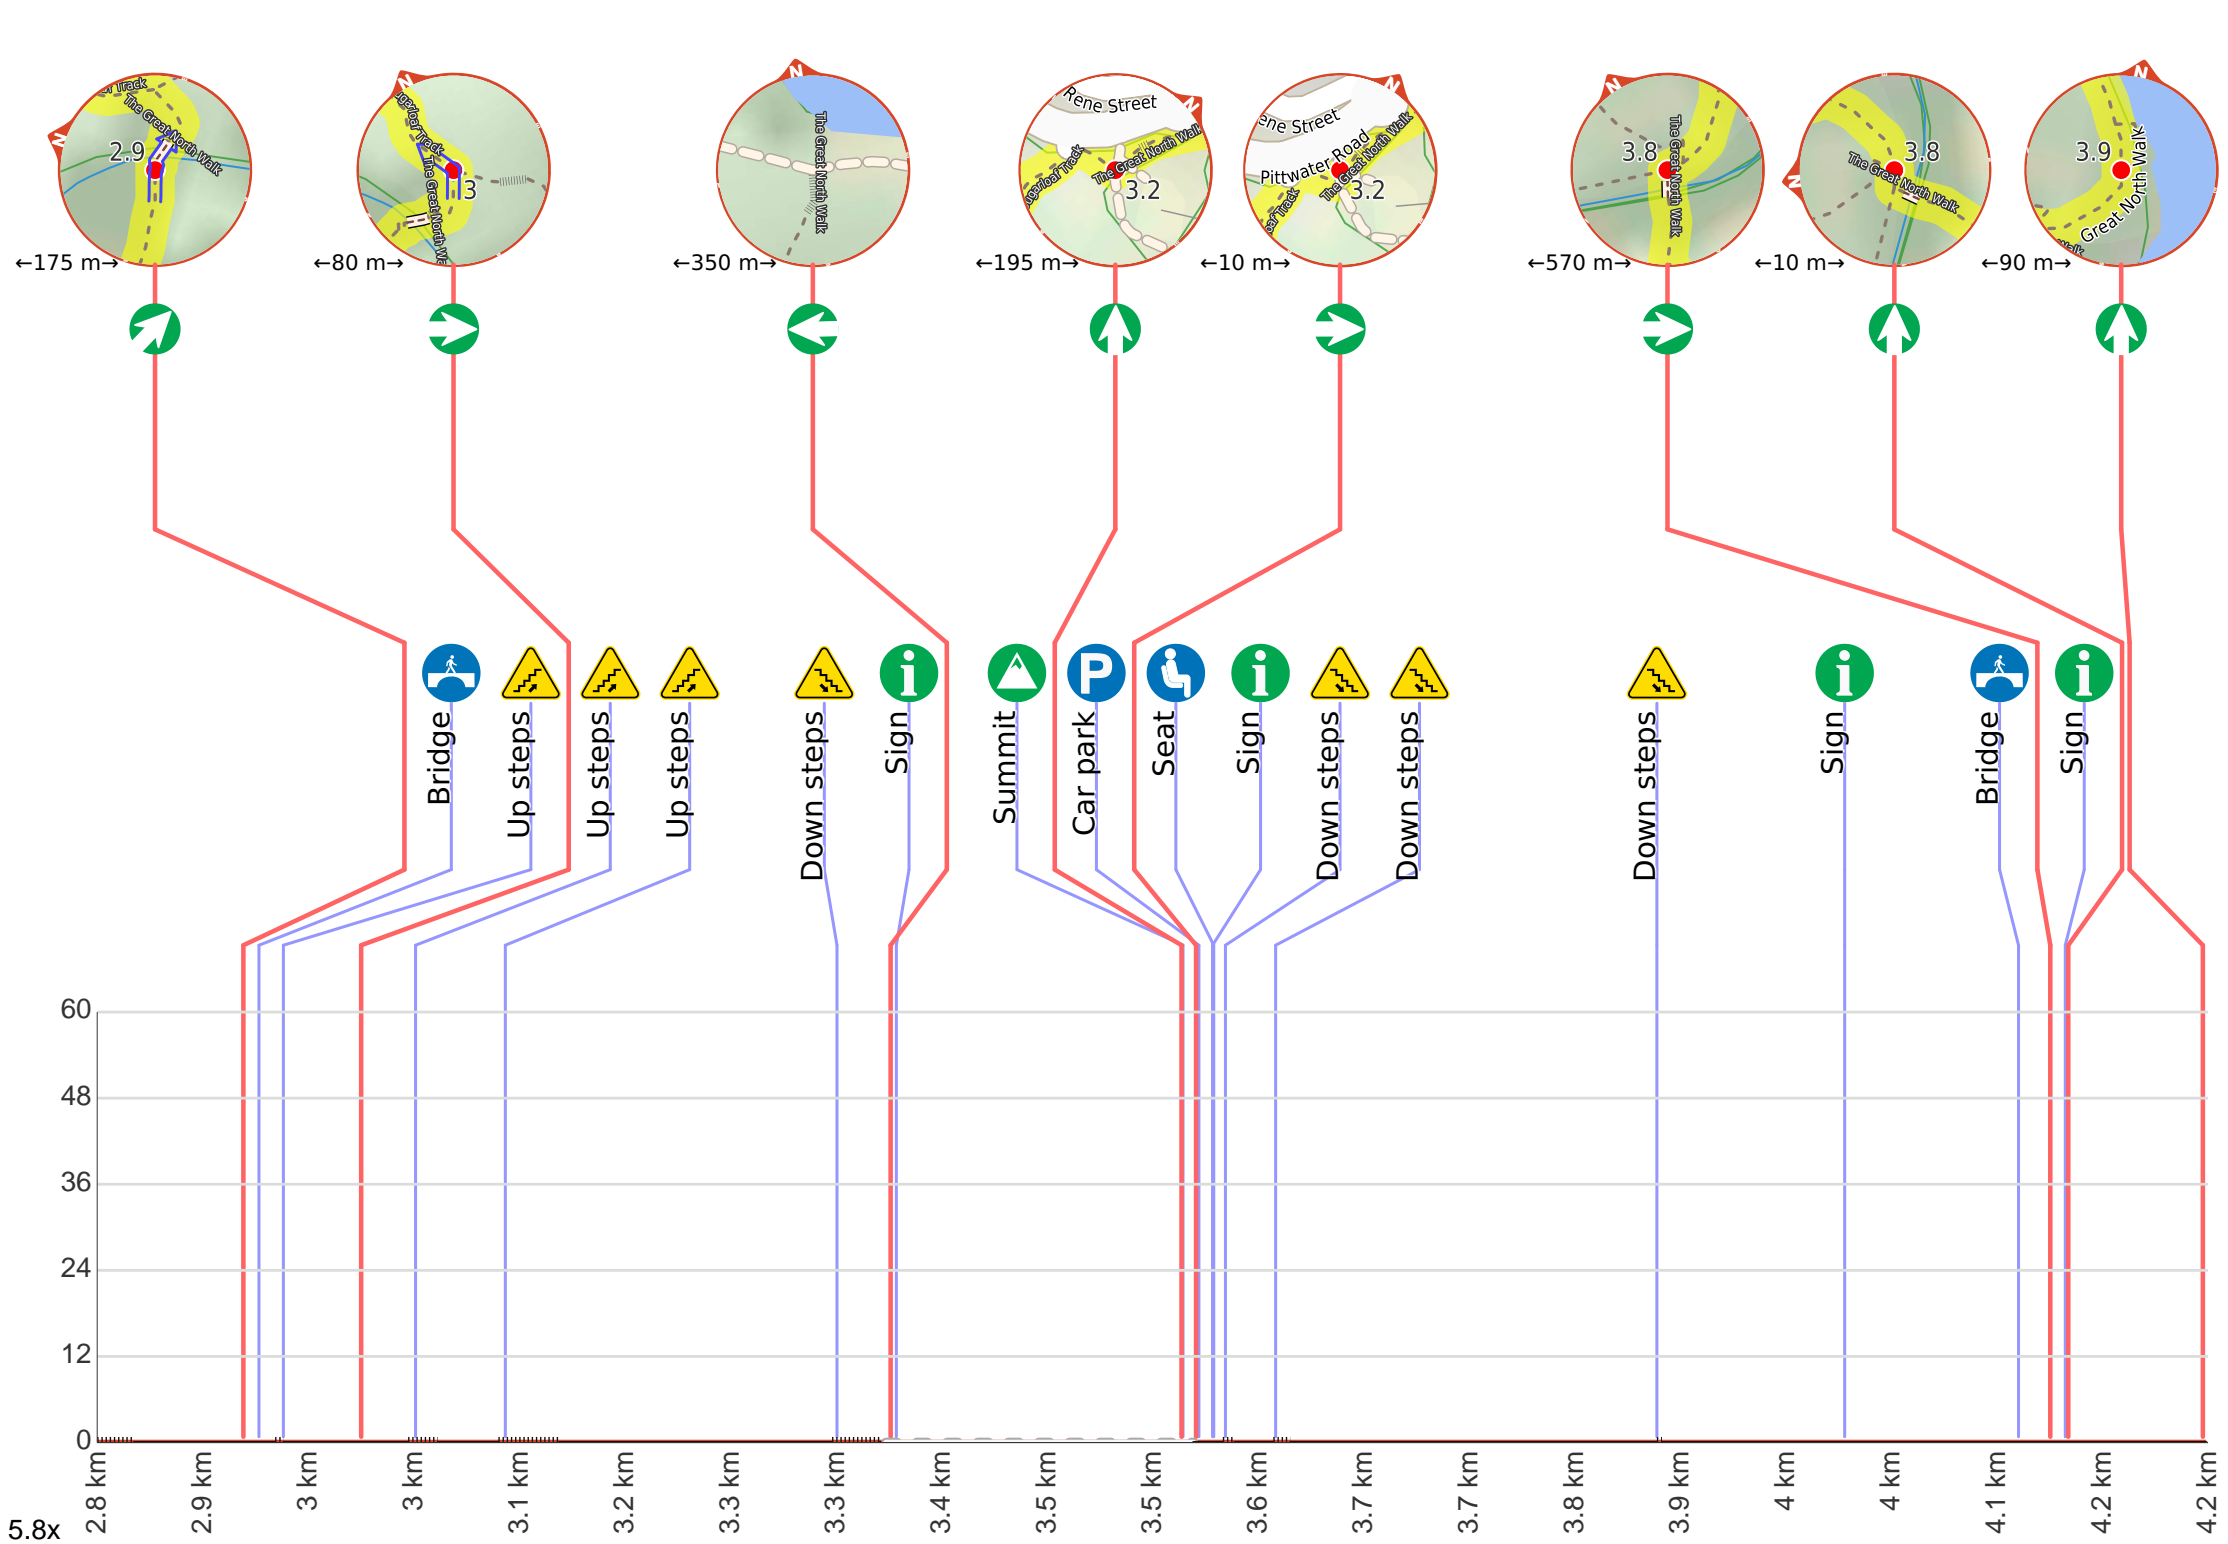 N
N
N
N
N
N
N
N
of Track
The Great North Walk
2.9
ugarloaf Track
The Great North Wa
3
The Great North Walk
Rene Street
ugarloaf Track
The Great North Walk
3.2
ene Street
Pittwater Road
The Great North Walk
oaf Track
3.2
3.8
The Great North Walk
3.8
The Great North Walk
3.9
Great North Walk
Walk
←175 m→
←80 m→
←350 m→
←195 m→
←10 m→
←570 m→
←10 m→
←90 m→
P
Bridge
Up steps
Up steps
Up steps
Down steps
Sign
Summit
Car park
Seat
Sign
Down steps
Down steps
Down steps
Sign
Bridge
Sign
60
48
36
24
12
0
2.8 km
2.9 km
3 km
3 km
3.1 km
3.2 km
3.3 km
3.3 km
3.4 km
3.5 km
3.5 km
3.6 km
3.7 km
3.7 km
3.8 km
3.9 km
4 km
4 km
4.1 km
4.2 km
4.2 km
5.8x